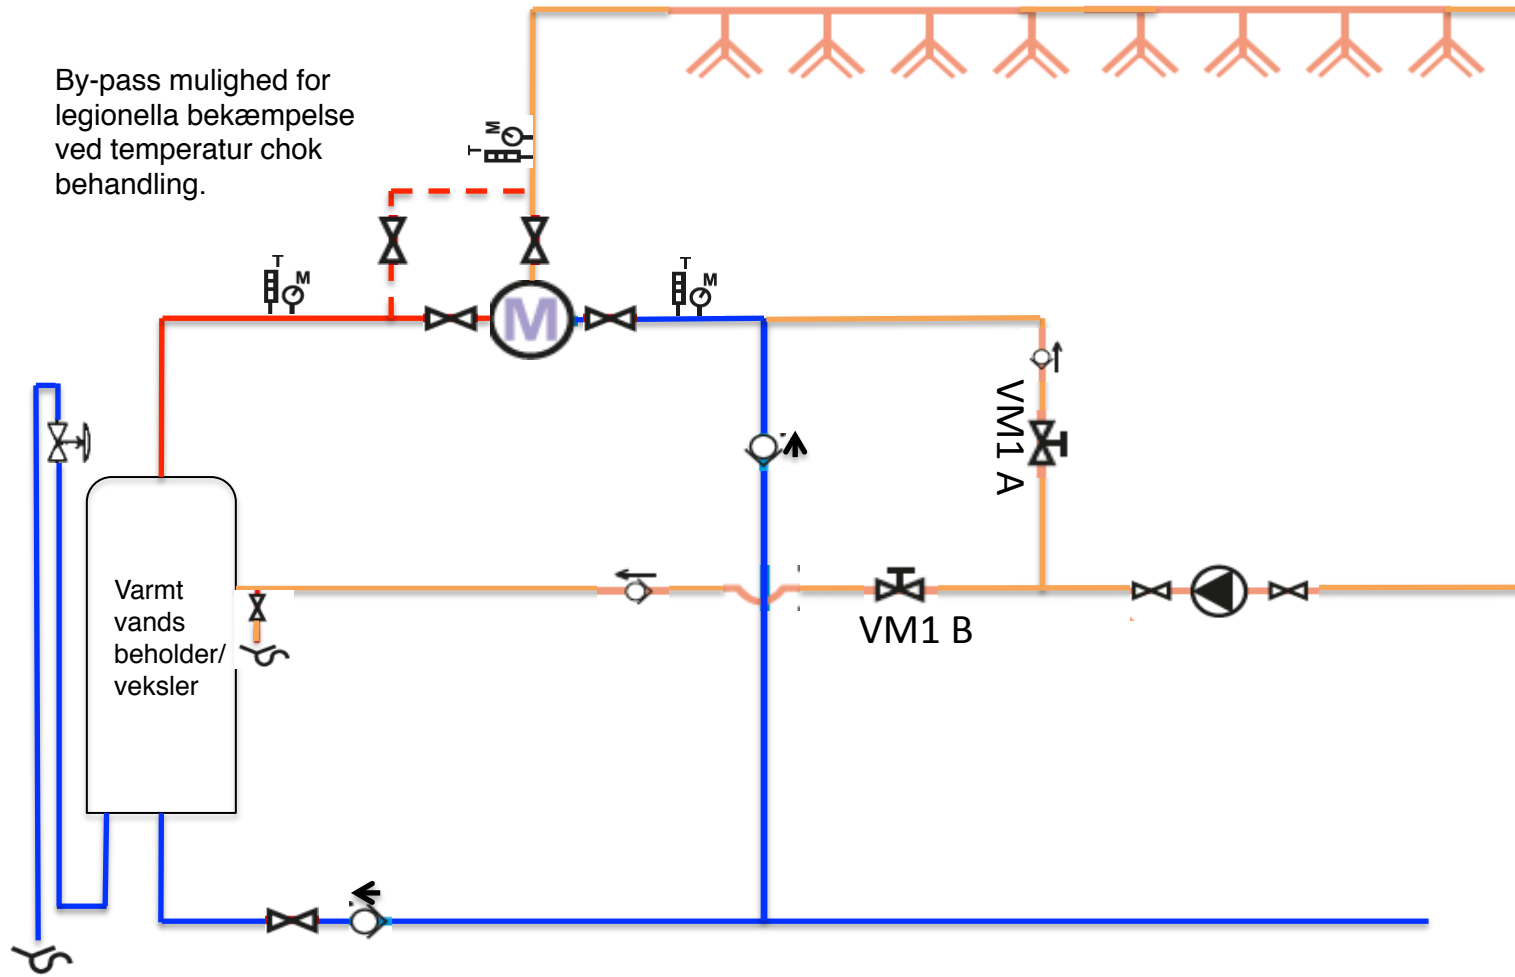 By-pass mulighed for
legionella bekæmpelse
ved temperatur chok
behandling.
M
T
T
M
T
M
M
VM1 A
Varmt
vands
beholder/
veksler
VM1 B